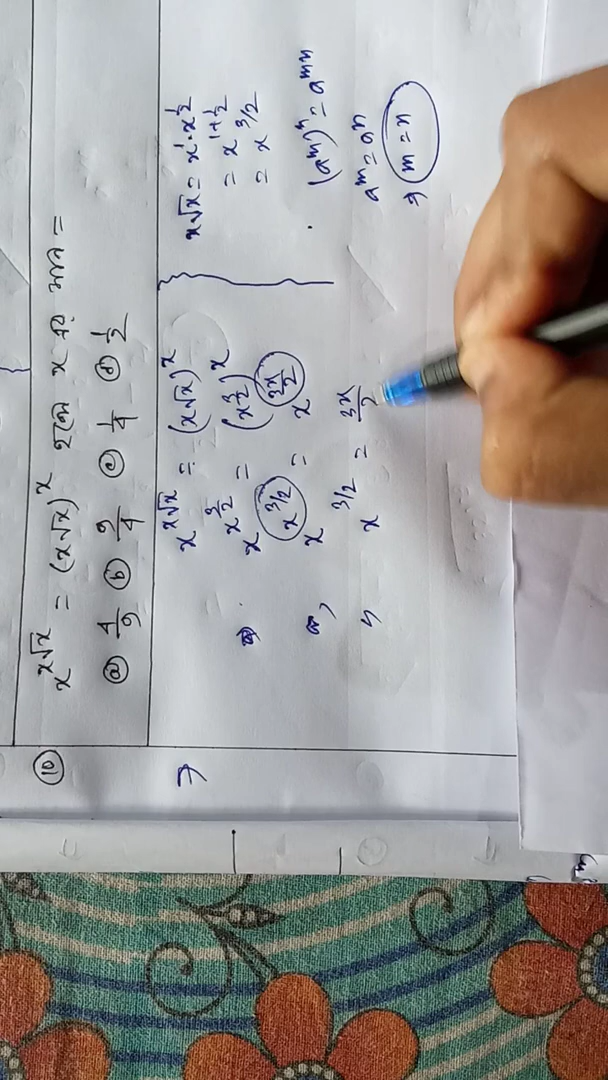 ⑩ x^{x√x} = (x√x)^x হলে x এর মান =
ⓐ 4/9 ⓑ 9/4 ⓒ 1/4 ⓓ 1/2
x^{x√x} = (x√x)^x
x^{x^{3/2}} = (x^{3/2})^x
x^{x^{3/2}} = x^{3x/2}
x^{3/2} = 3x/2
x√x = x^1·x^{1/2}
= x^{1+1/2}
= x^{3/2}
(a^m)^n = a^{mn}
a^m = a^n
⇒ m = n